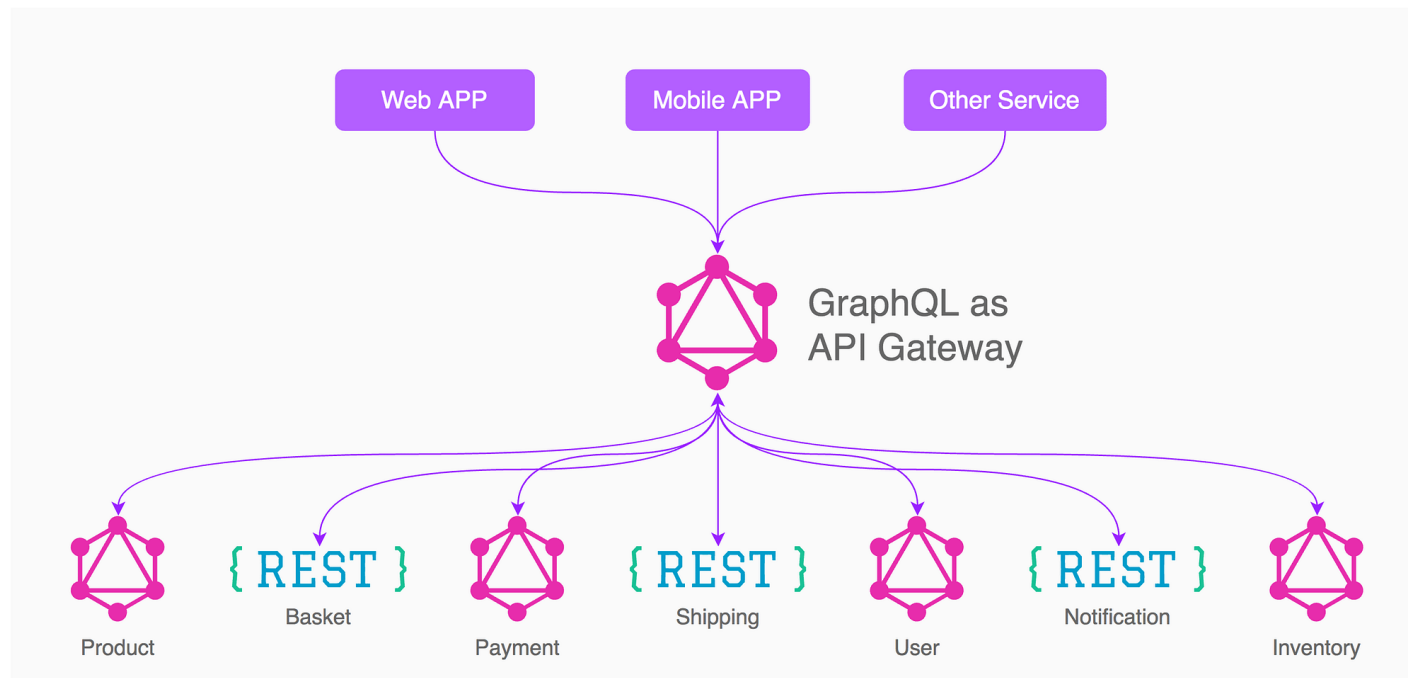 Web APP
Mobile APP
Other Service
GraphQL as
API Gateway
{ REST }
{ REST }
{ REST }
Basket
Shipping
Notification
Product
Payment
User
Inventory